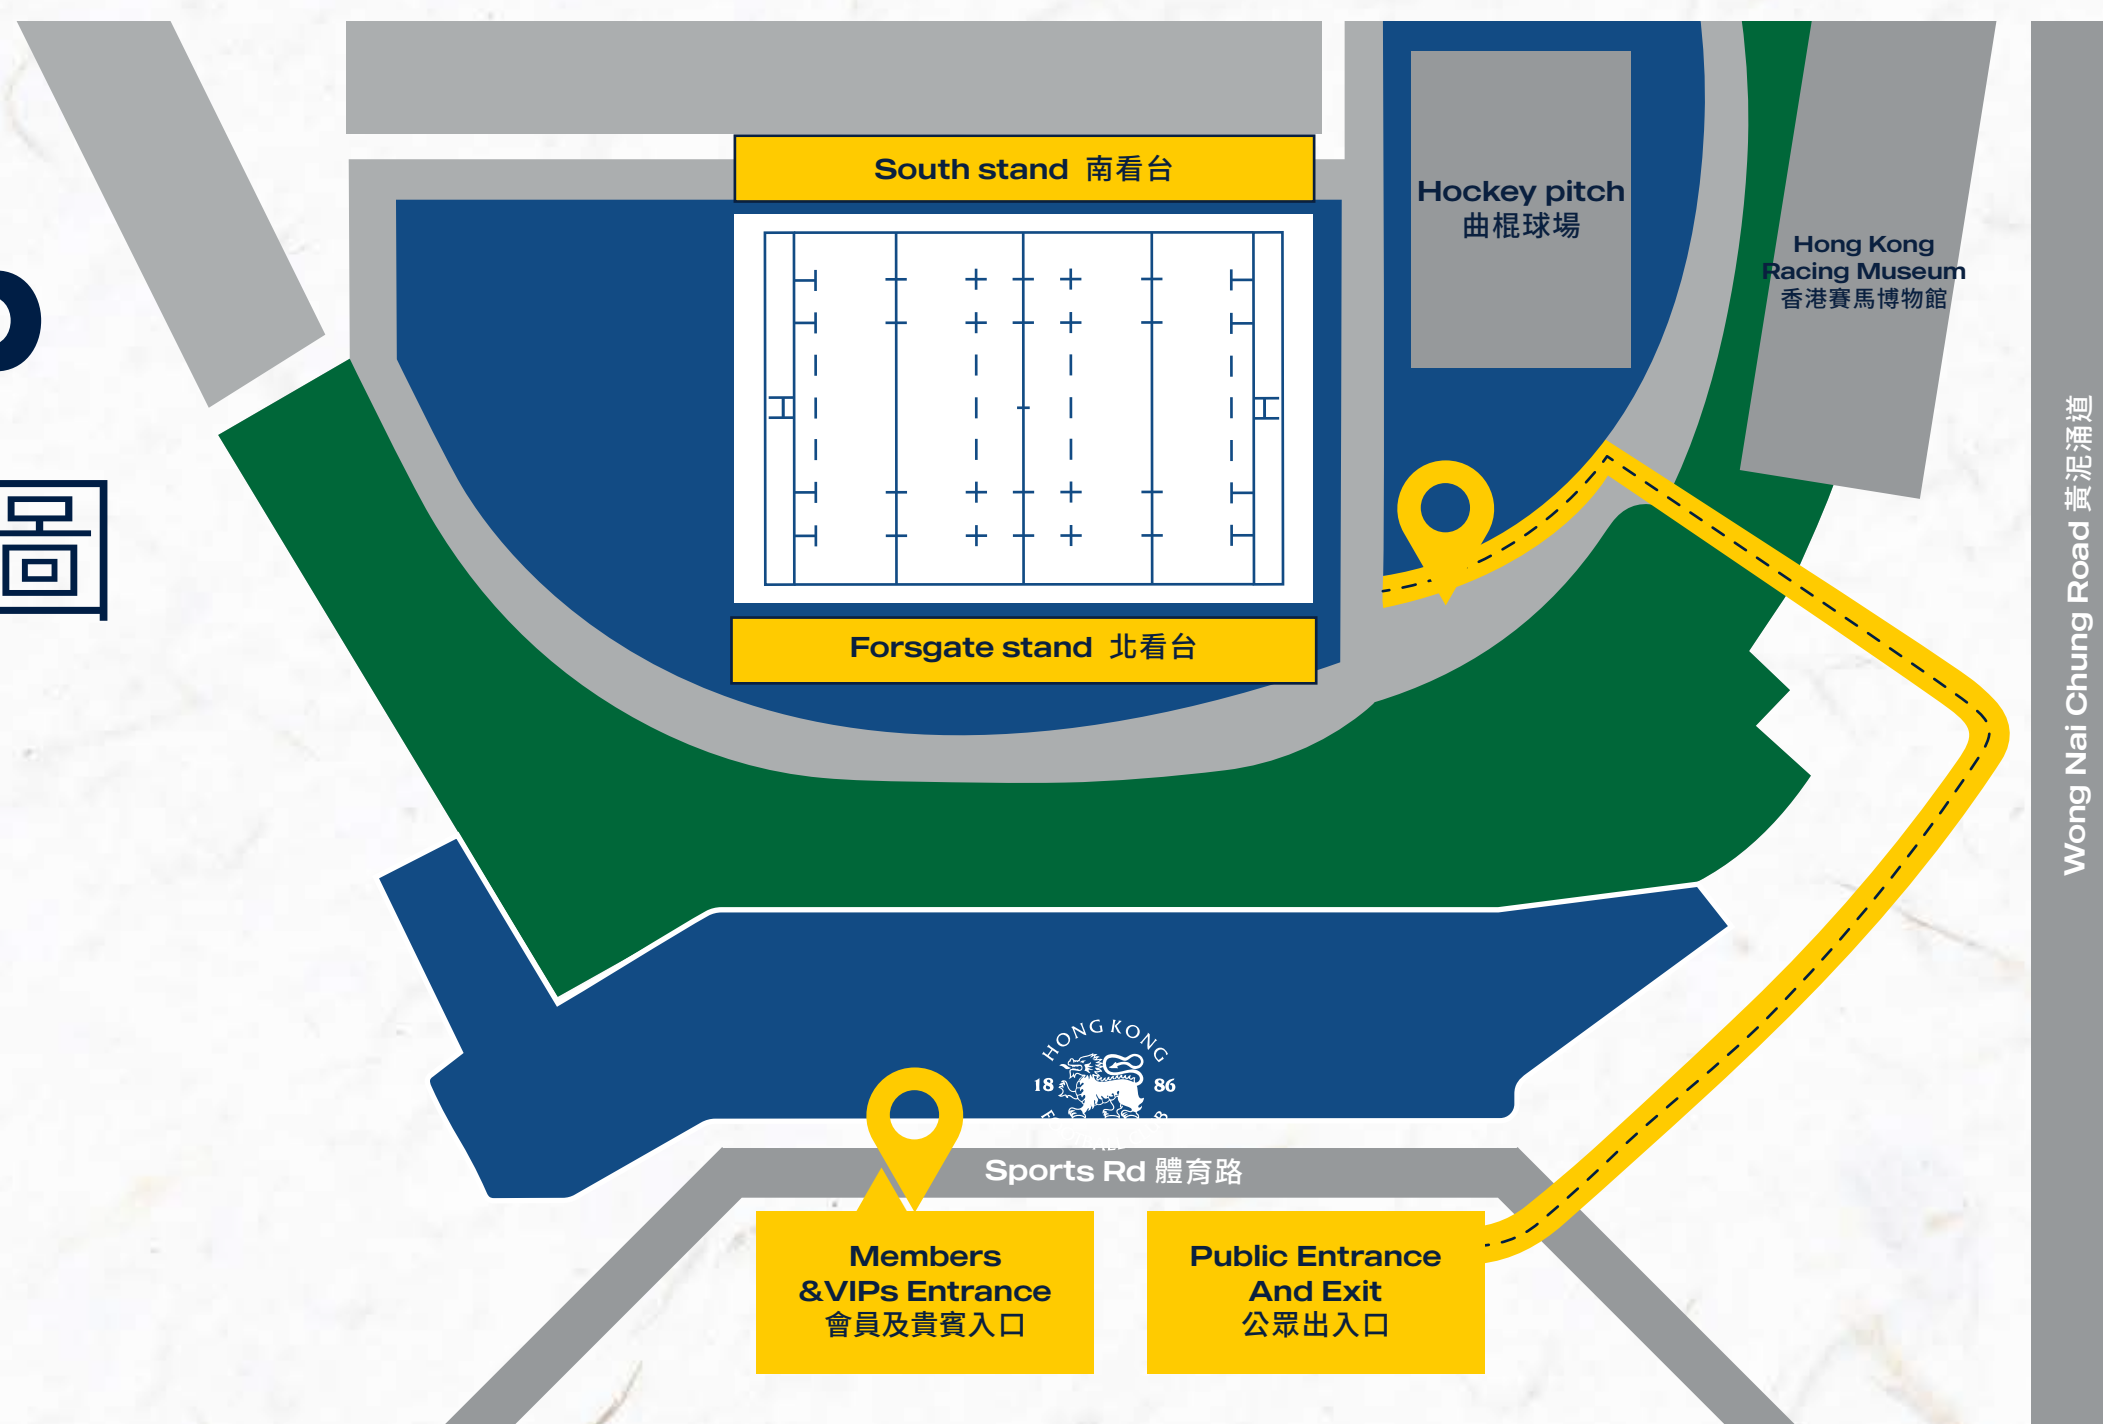 圖
South stand 南看台
Hockey pitch
曲棍球場
Hong Kong
Racing Museum
香港賽馬博物館
Wong Nai Chung Road 黃泥涌道
Forsgate stand 北看台
HONG KONG
18 86
Sports Rd 體育路
Members
&VIPs Entrance
會員及貴賓入口
Public Entrance
And Exit
公眾出入口